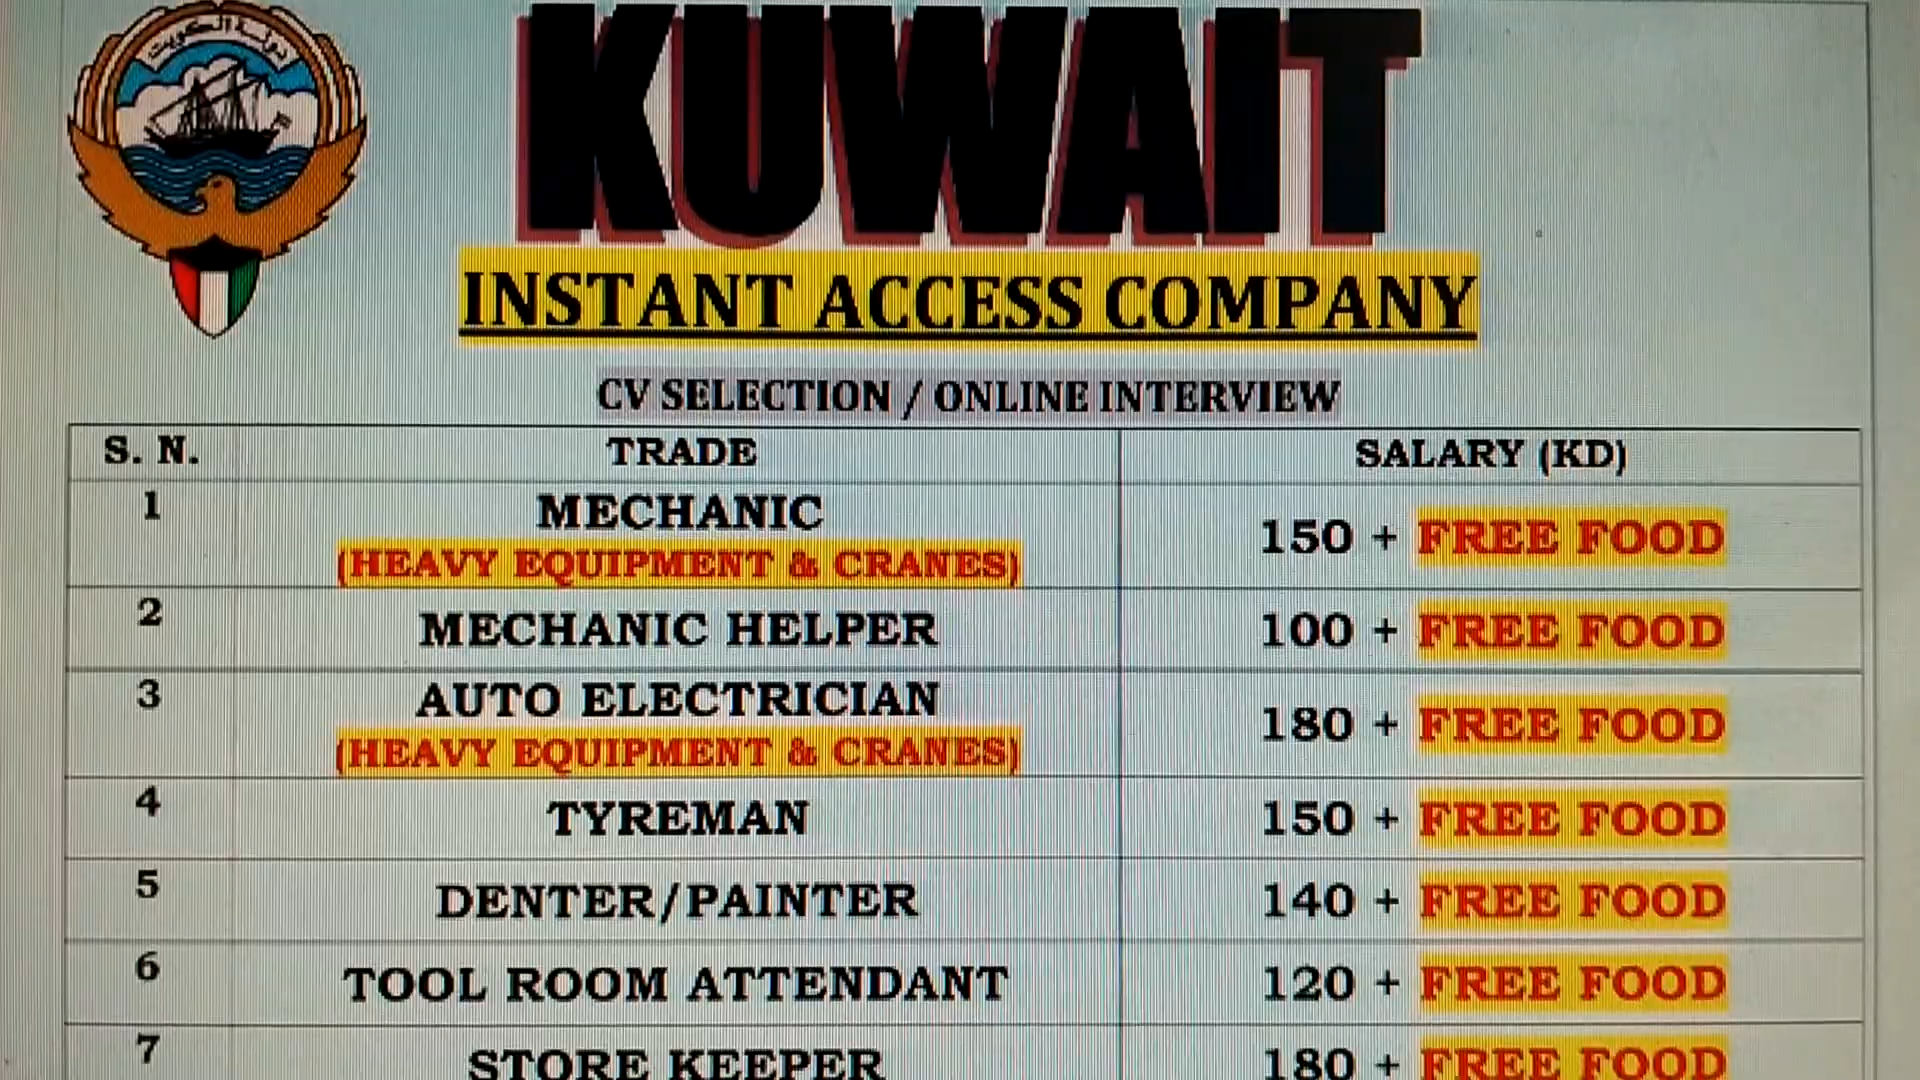 دولة الكويت
KUWAIT
INSTANT ACCESS COMPANY
CV SELECTION / ONLINE INTERVIEW
S. N. TRADE SALARY (KD)
1 MECHANIC
(HEAVY EQUIPMENT & CRANES) 150 + FREE FOOD
2 MECHANIC HELPER 100 + FREE FOOD
3 AUTO ELECTRICIAN
(HEAVY EQUIPMENT & CRANES) 180 + FREE FOOD
4 TYREMAN 150 + FREE FOOD
5 DENTER/PAINTER 140 + FREE FOOD
6 TOOL ROOM ATTENDANT 120 + FREE FOOD
7 STORE KEEPER 180 + FREE FOOD